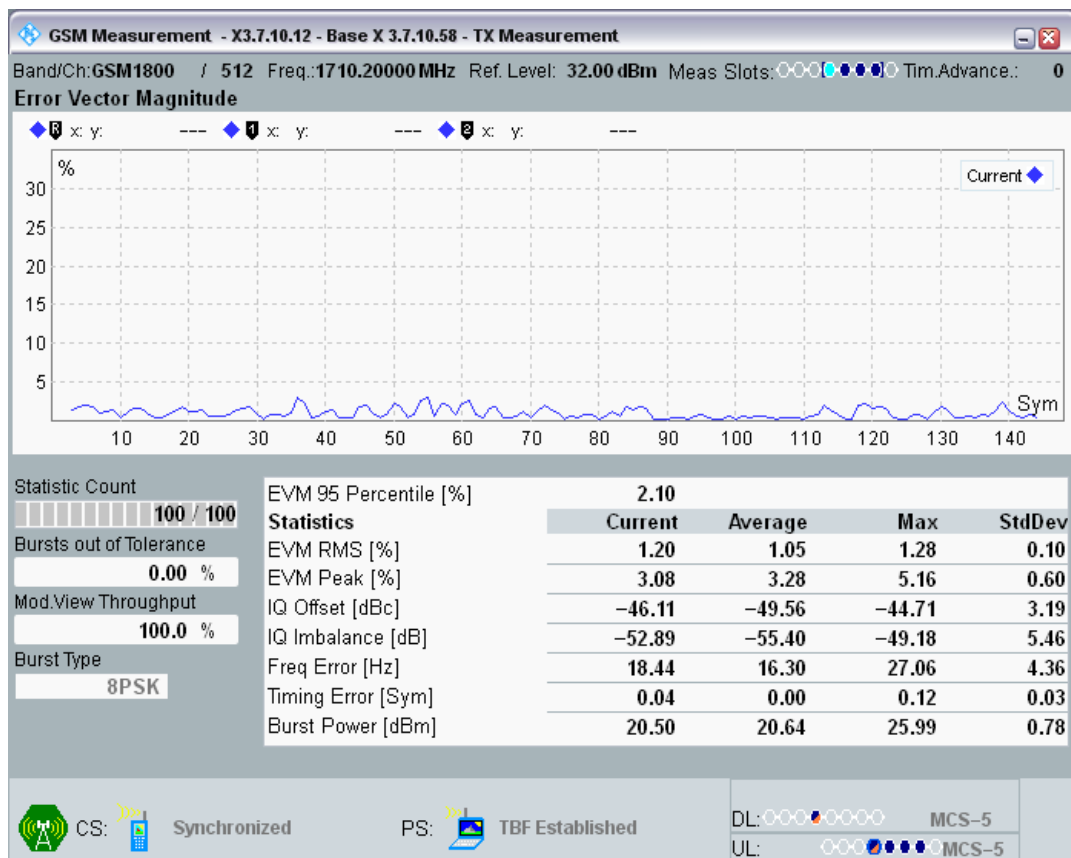 GSM Measurement - X3.7.10.12 - Base X 3.7.10.58 - TX Measurement
Band/Ch:GSM1800 / 512 Freq.:1710.20000 MHz Ref. Level: 32.00 dBm Meas Slots: Tim.Advance.: 0
Error Vector Magnitude
R x: y: --- 1 x: y: --- 2 x: y: ---
%
Current
30
25
20
15
10
5
Sym
10 20 30 40 50 60 70 80 90 100 110 120 130 140
Statistic Count
100 / 100
Bursts out of Tolerance
0.00 %
Mod.View Throughput
100.0 %
Burst Type
8PSK
EVM 95 Percentile [%] 2.10
Statistics Current Average Max StdDev
EVM RMS [%] 1.20 1.05 1.28 0.10
EVM Peak [%] 3.08 3.28 5.16 0.60
IQ Offset [dBc] −46.11 −49.56 −44.71 3.19
IQ Imbalance [dB] −52.89 −55.40 −49.18 5.46
Freq Error [Hz] 18.44 16.30 27.06 4.36
Timing Error [Sym] 0.04 0.00 0.12 0.03
Burst Power [dBm] 20.50 20.64 25.99 0.78
CS: Synchronized PS: TBF Established
DL: MCS−5
UL: MCS−5